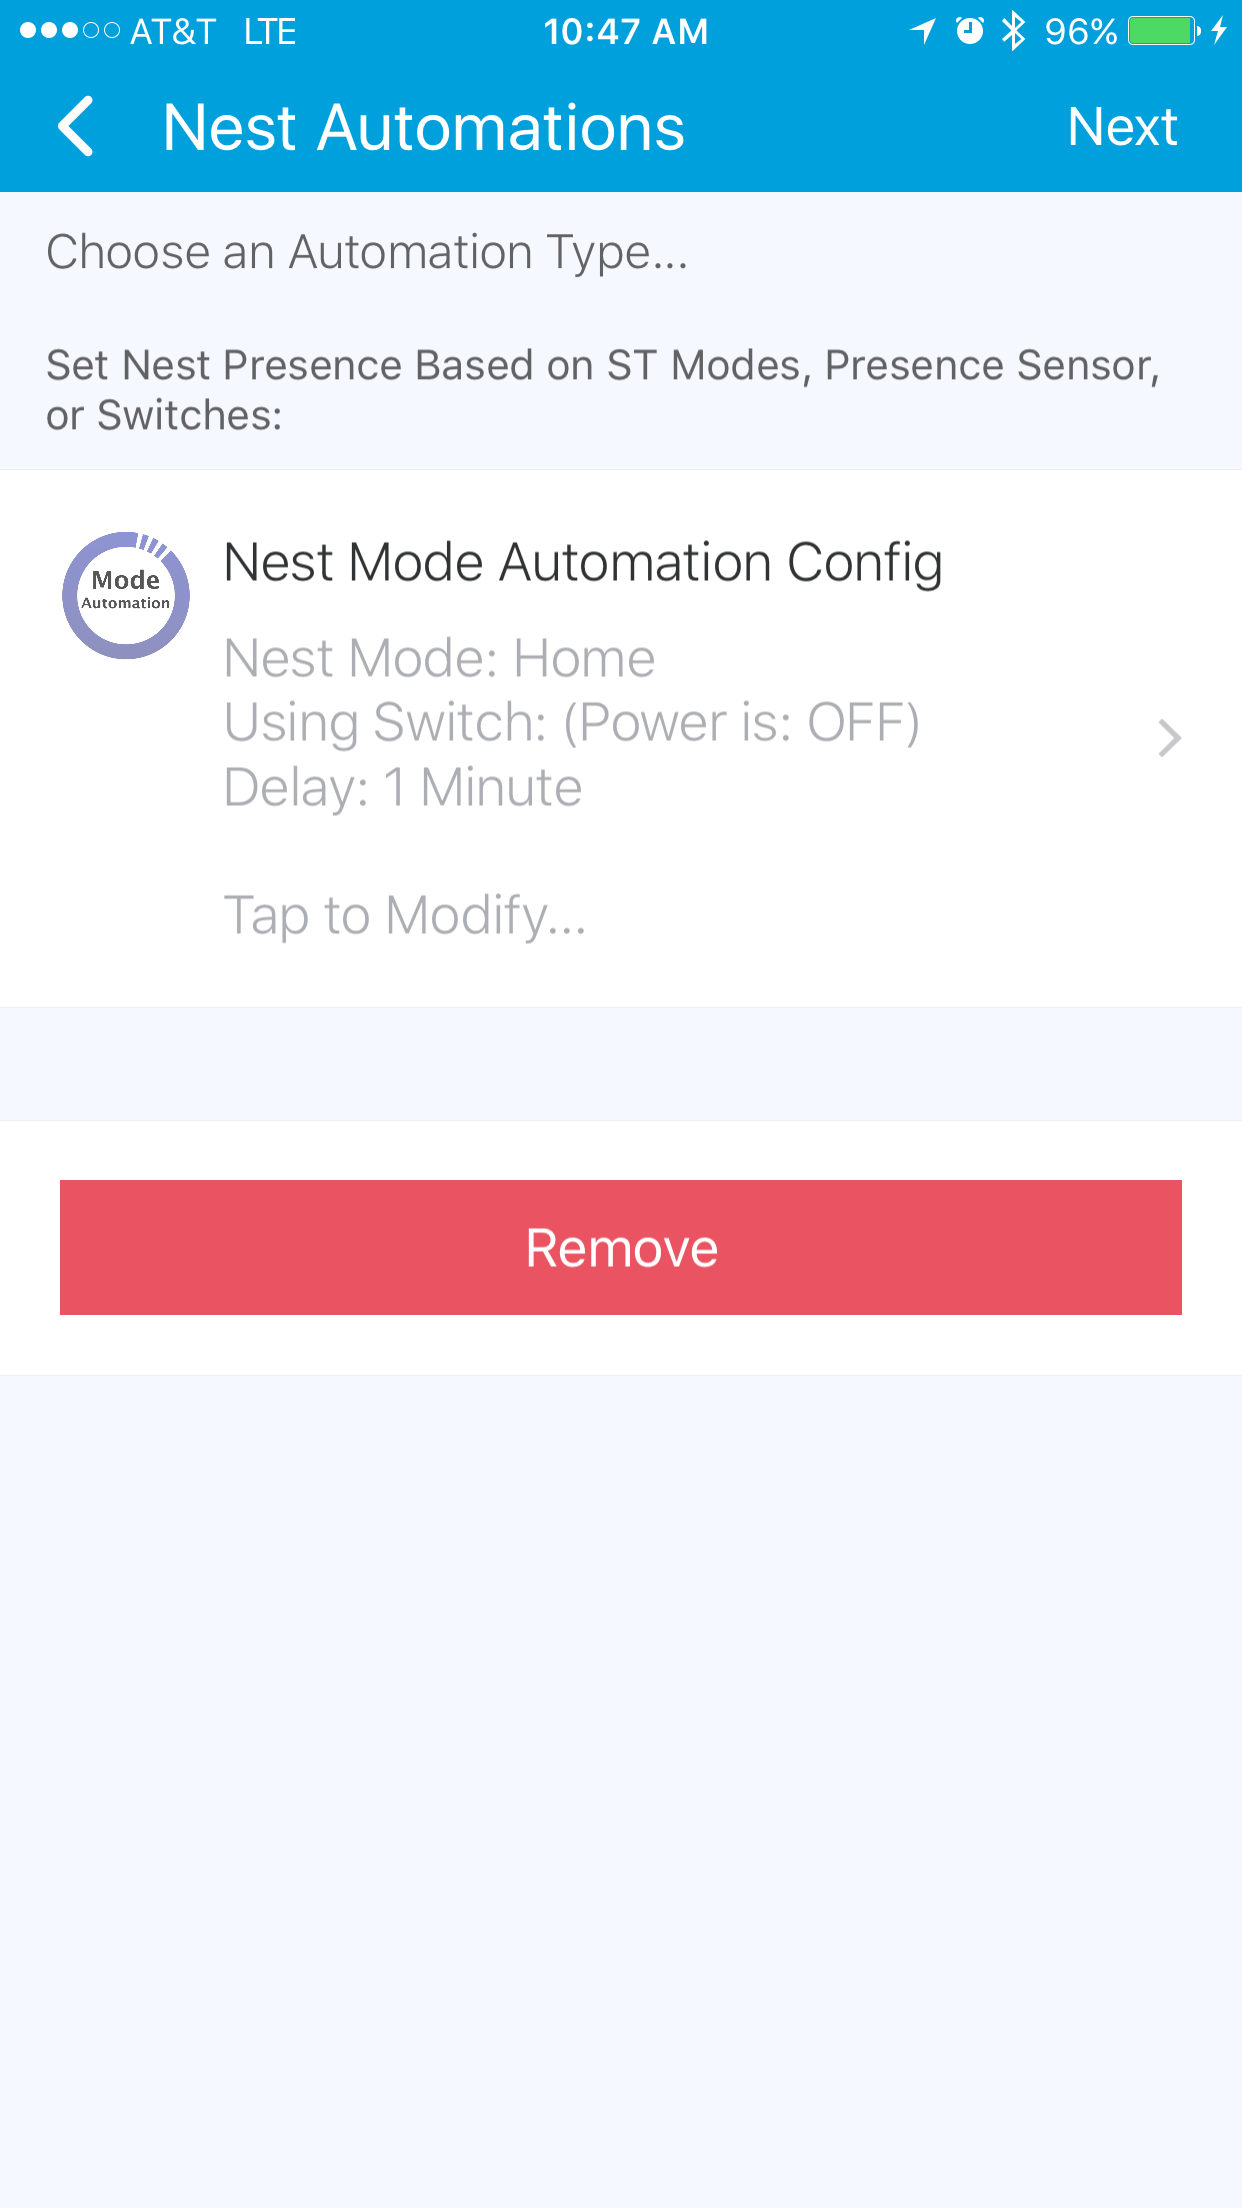 AT&T LTE 10:47 AM 96%
Nest Automations Next
Choose an Automation Type...
Set Nest Presence Based on ST Modes, Presence Sensor,
or Switches:
Mode
Automation
Nest Mode Automation Config
Nest Mode: Home
Using Switch: (Power is: OFF)
Delay: 1 Minute
Tap to Modify...
Remove